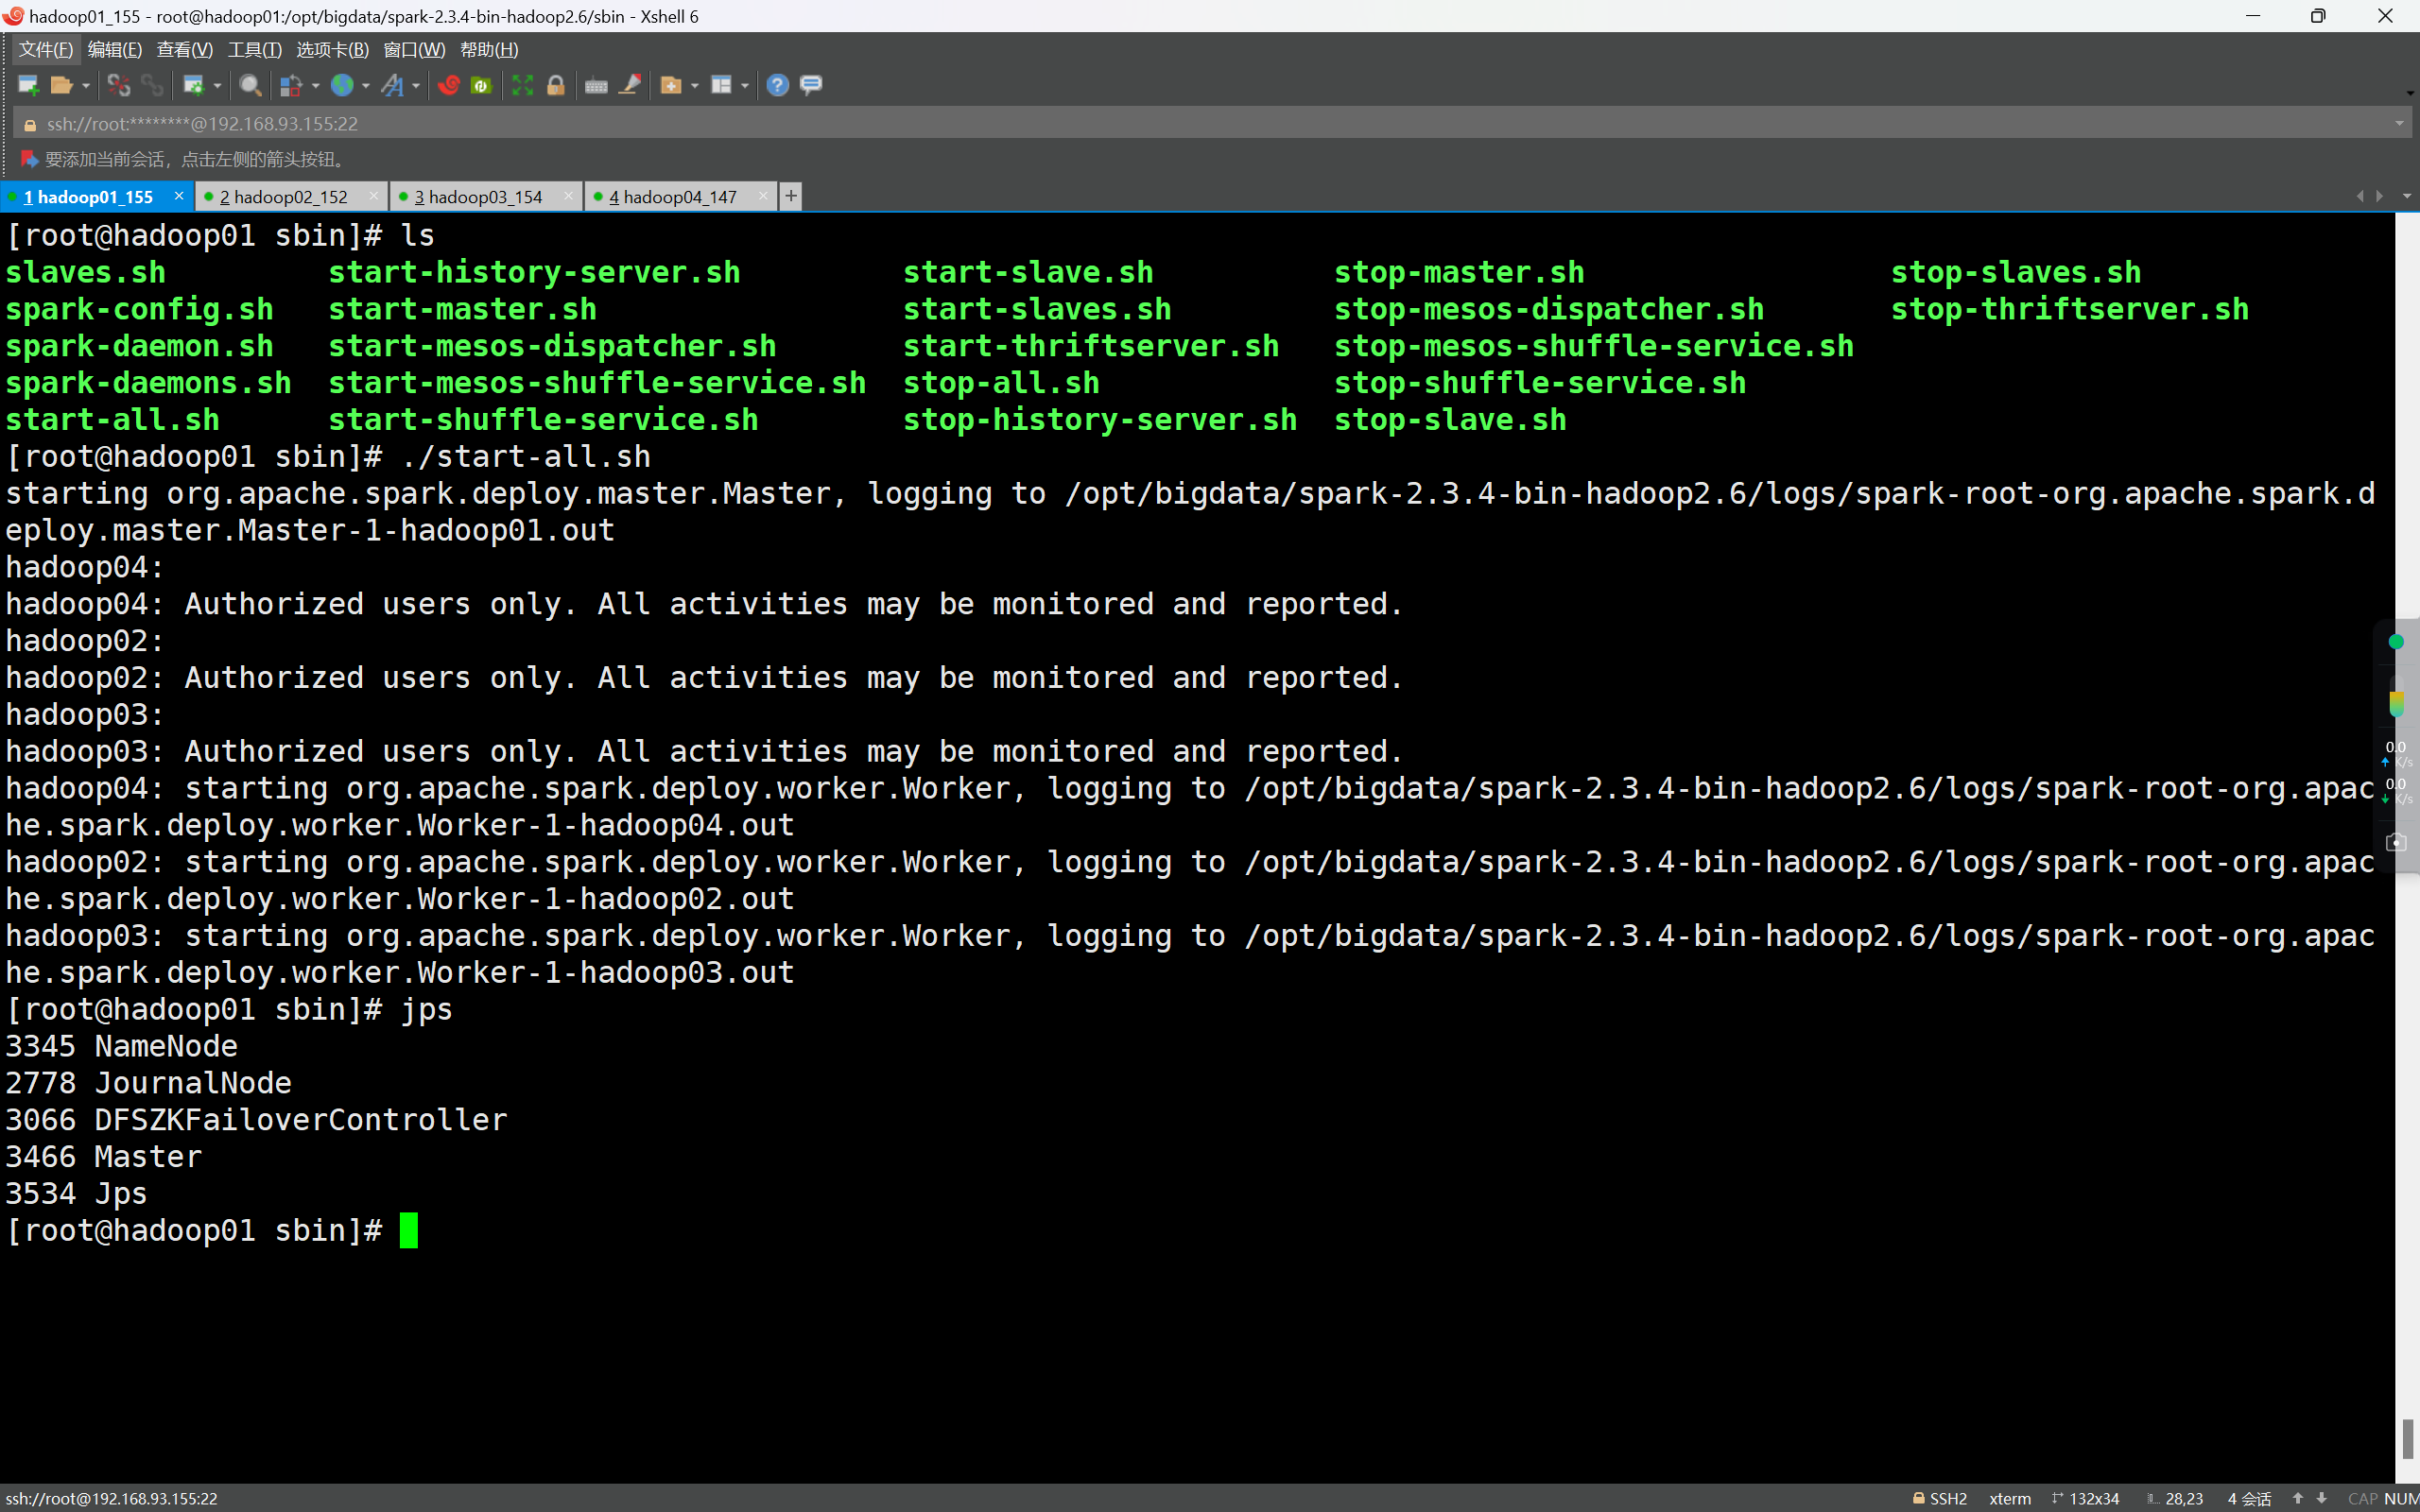 hadoop01_155 - root@hadoop01:/opt/bigdata/spark-2.3.4-bin-hadoop2.6/sbin - Xshell 6
文件(F) 编辑(E) 查看(V) 工具(T) 选项卡(B) 窗口(W) 帮助(H)
ssh://root:********@192.168.93.155:22
要添加当前会话，点击左侧的箭头按钮。
1 hadoop01_155 × 2 hadoop02_152 × 3 hadoop03_154 × 4 hadoop04_147 × +
[root@hadoop01 sbin]# ls
slaves.sh start-history-server.sh start-slave.sh stop-master.sh stop-slaves.sh
spark-config.sh start-master.sh start-slaves.sh stop-mesos-dispatcher.sh stop-thriftserver.sh
spark-daemon.sh start-mesos-dispatcher.sh start-thriftserver.sh stop-mesos-shuffle-service.sh
spark-daemons.sh start-mesos-shuffle-service.sh stop-all.sh stop-shuffle-service.sh
start-all.sh start-shuffle-service.sh stop-history-server.sh stop-slave.sh
[root@hadoop01 sbin]# ./start-all.sh
starting org.apache.spark.deploy.master.Master, logging to /opt/bigdata/spark-2.3.4-bin-hadoop2.6/logs/spark-root-org.apache.spark.d
eploy.master.Master-1-hadoop01.out
hadoop04:
hadoop04: Authorized users only. All activities may be monitored and reported.
hadoop02:
hadoop02: Authorized users only. All activities may be monitored and reported.
hadoop03:
hadoop03: Authorized users only. All activities may be monitored and reported.
hadoop04: starting org.apache.spark.deploy.worker.Worker, logging to /opt/bigdata/spark-2.3.4-bin-hadoop2.6/logs/spark-root-org.apac
he.spark.deploy.worker.Worker-1-hadoop04.out
hadoop02: starting org.apache.spark.deploy.worker.Worker, logging to /opt/bigdata/spark-2.3.4-bin-hadoop2.6/logs/spark-root-org.apac
he.spark.deploy.worker.Worker-1-hadoop02.out
hadoop03: starting org.apache.spark.deploy.worker.Worker, logging to /opt/bigdata/spark-2.3.4-bin-hadoop2.6/logs/spark-root-org.apac
he.spark.deploy.worker.Worker-1-hadoop03.out
[root@hadoop01 sbin]# jps
3345 NameNode
2778 JournalNode
3066 DFSZKFailoverController
3466 Master
3534 Jps
[root@hadoop01 sbin]#
0.0
K/s
0.0
K/s
ssh://root@192.168.93.155:22 SSH2 xterm 132x34 28,23 4 会话 CAP NUM